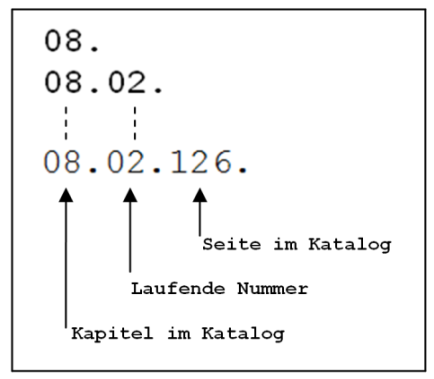 08.
08.02.
08.02.126.
Seite im Katalog
Laufende Nummer
Kapitel im Katalog